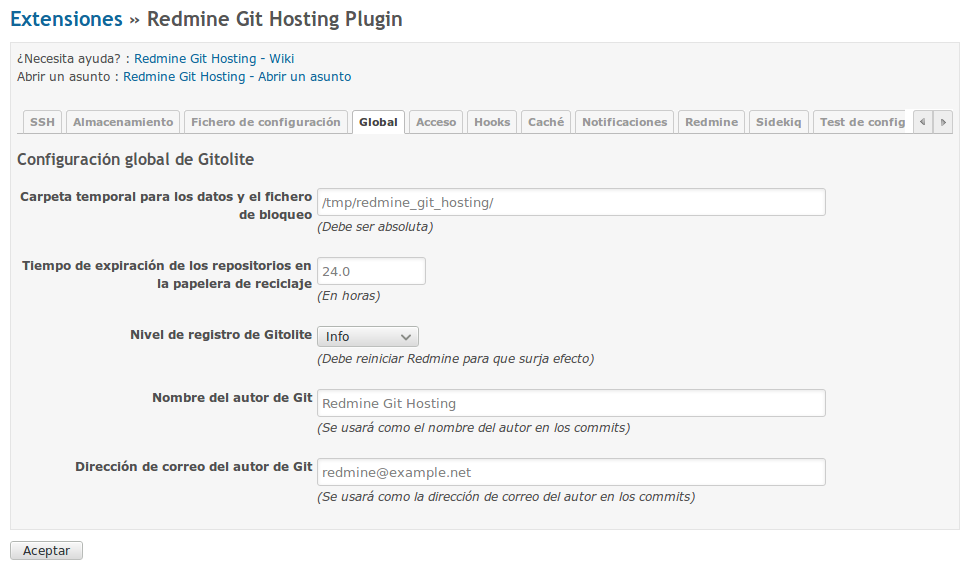 Extensiones » Redmine Git Hosting Plugin
¿Necesita ayuda? : Redmine Git Hosting - Wiki
Abrir un asunto : Redmine Git Hosting - Abrir un asunto
SSH Almacenamiento Fichero de configuración Global Acceso Hooks Caché Notificaciones Redmine Sidekiq Test de config
Configuración global de Gitolite
Carpeta temporal para los datos y el fichero
de bloqueo
/tmp/redmine_git_hosting/
(Debe ser absoluta)
Tiempo de expiración de los repositorios en
la papelera de reciclaje
24.0
(En horas)
Nivel de registro de Gitolite Info
(Debe reiniciar Redmine para que surja efecto)
Nombre del autor de Git Redmine Git Hosting
(Se usará como el nombre del autor en los commits)
Dirección de correo del autor de Git redmine@example.net
(Se usará como la dirección de correo del autor en los commits)
Aceptar